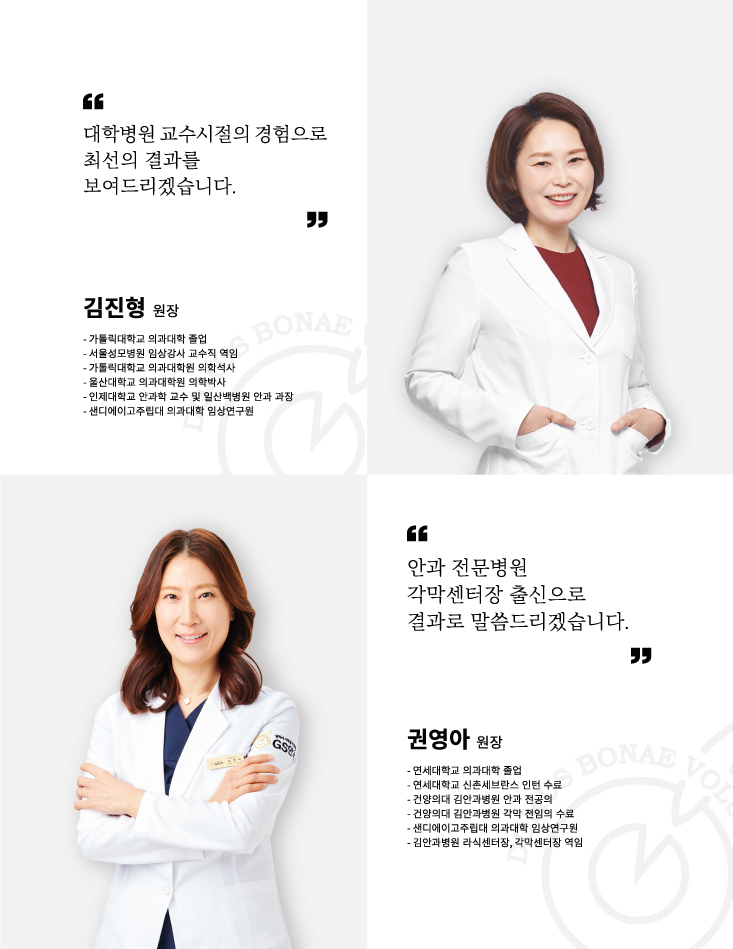 ❝
대학병원 교수시절의 경험으로
최선의 결과를
보여드리겠습니다.
❞
김진형 원장
- 가톨릭대학교 의과대학 졸업
- 서울성모병원 임상강사 교수직 역임
- 가톨릭대학교 의과대학원 의학석사
- 울산대학교 의과대학원 의학박사
- 인제대학교 안과학 교수 및 일산백병원 안과 과장
- 샌디에이고주립대 의과대학 임상연구원
BONAE
GS안과
❝
안과 전문병원
각막센터장 출신으로
결과로 말씀드리겠습니다.
❞
권영아 원장
- 연세대학교 의과대학 졸업
- 연세대학교 신촌세브란스 인턴 수료
- 건양의대 김안과병원 안과 전공의
- 건양의대 김안과병원 각막 전임의 수료
- 샌디에이고주립대 의과대학 임상연구원
- 김안과병원 라식센터장, 각막센터장 역임
BONAE